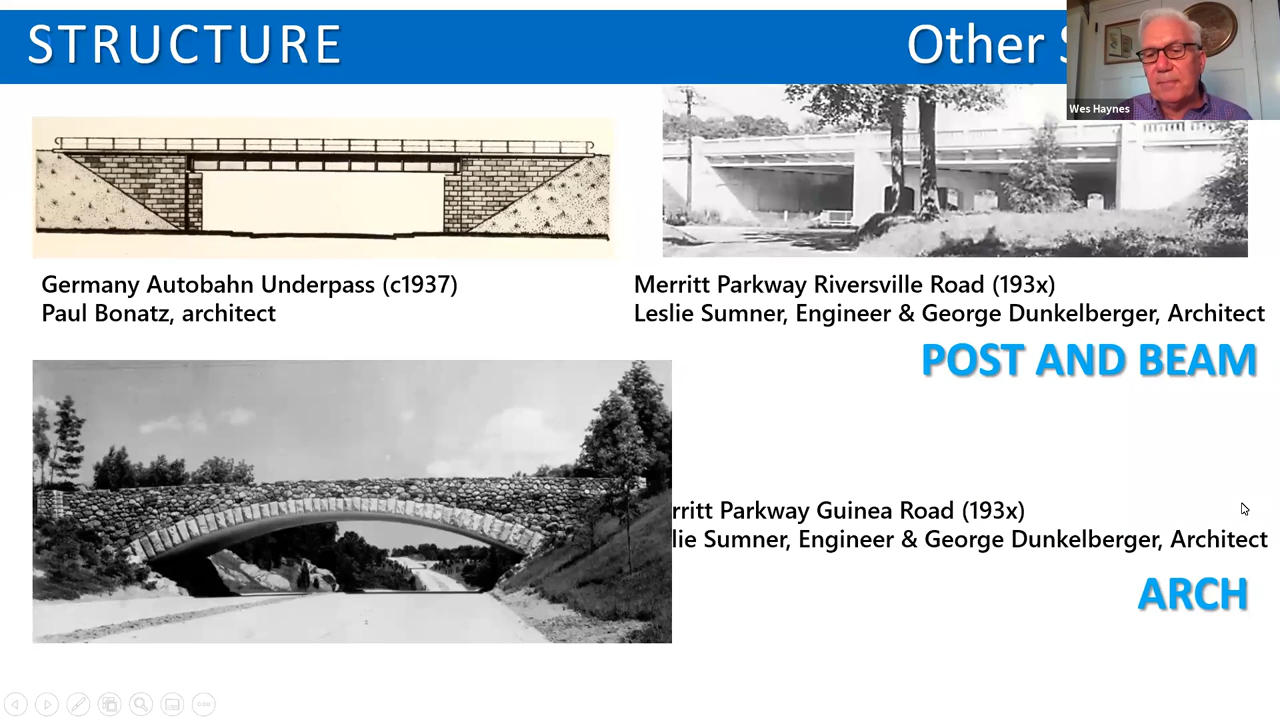 STRUCTURE
Other
Wes Haynes
Germany Autobahn Underpass (c1937)
Paul Bonatz, architect
Merritt Parkway Riversville Road (193x)
Leslie Sumner, Engineer & George Dunkelberger, Architect
POST AND BEAM
rritt Parkway Guinea Road (193x)
lie Sumner, Engineer & George Dunkelberger, Architect
ARCH